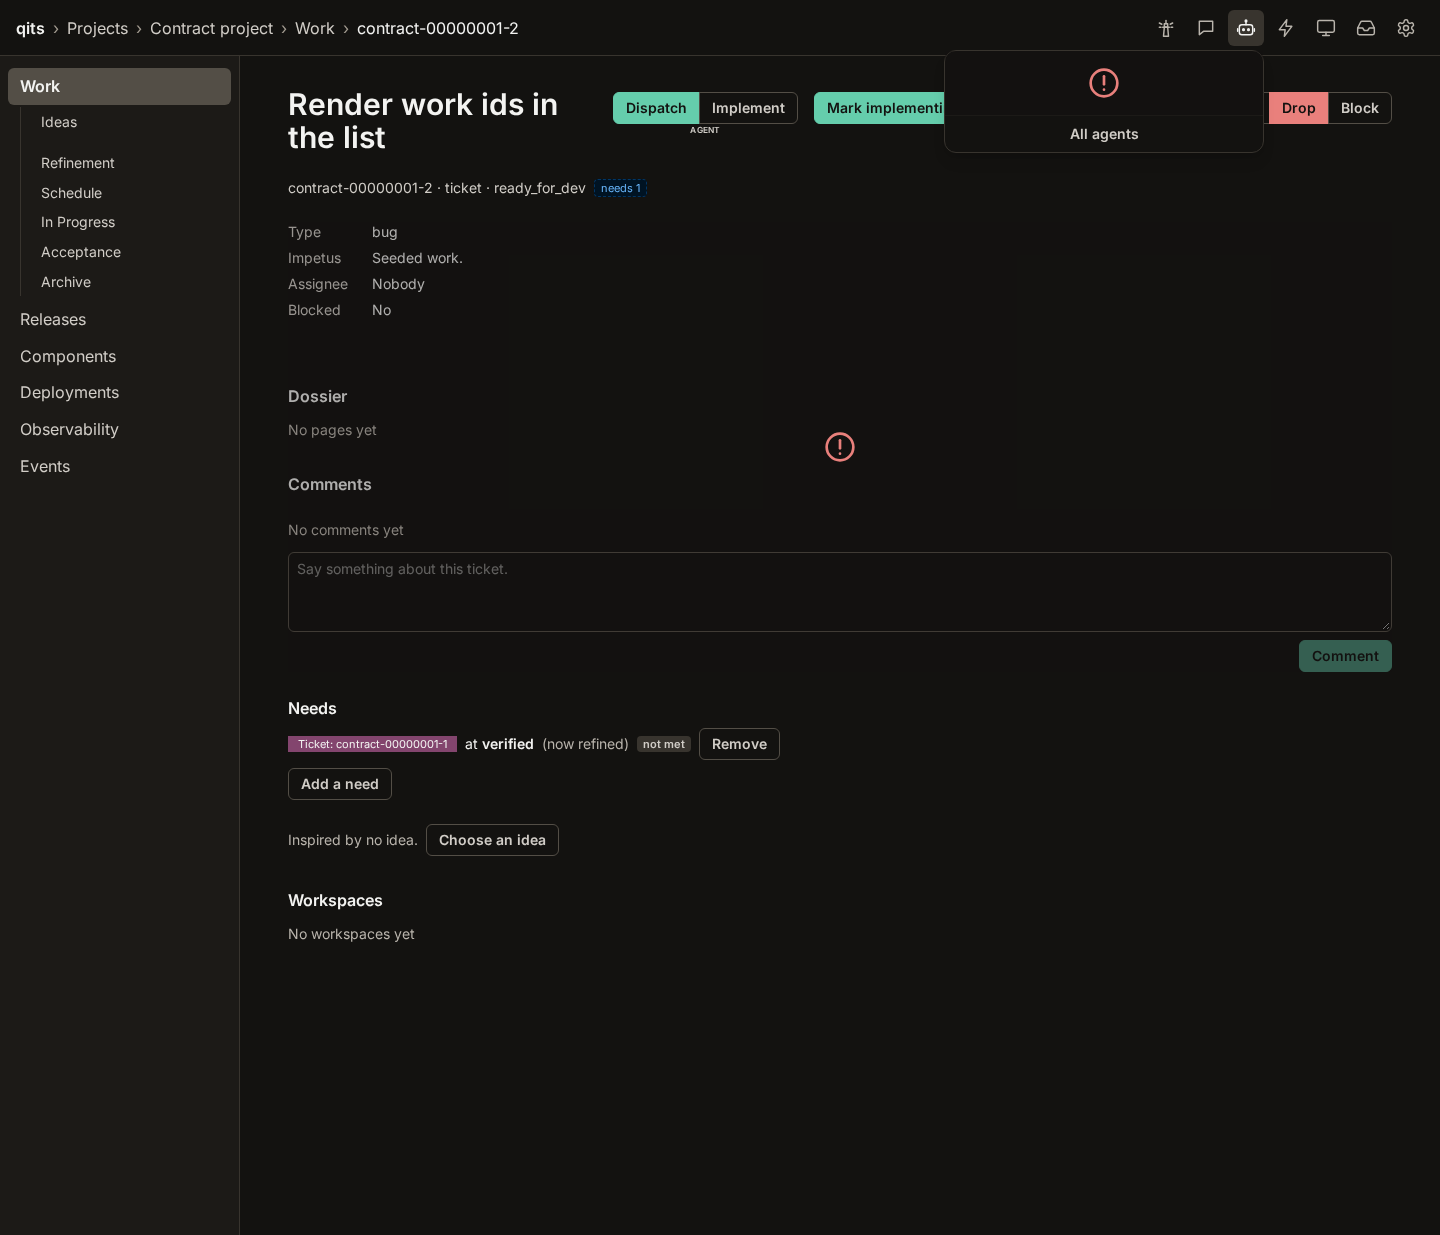 qits › Projects › Contract project › Work › contract-00000001-2
Work
Ideas
Refinement
Schedule
In Progress
Acceptance
Archive
Releases
Components
Deployments
Observability
Events
Render work ids in
the list
Dispatch Implement
AGENT
Mark implementi
Drop Block
All agents
contract-00000001-2 · ticket · ready_for_dev needs 1
Type bug
Impetus Seeded work.
Assignee Nobody
Blocked No
Dossier
No pages yet
Comments
No comments yet
Say something about this ticket.
Comment
Needs
Ticket: contract-00000001-1 at verified (now refined) not met Remove
Add a need
Inspired by no idea. Choose an idea
Workspaces
No workspaces yet